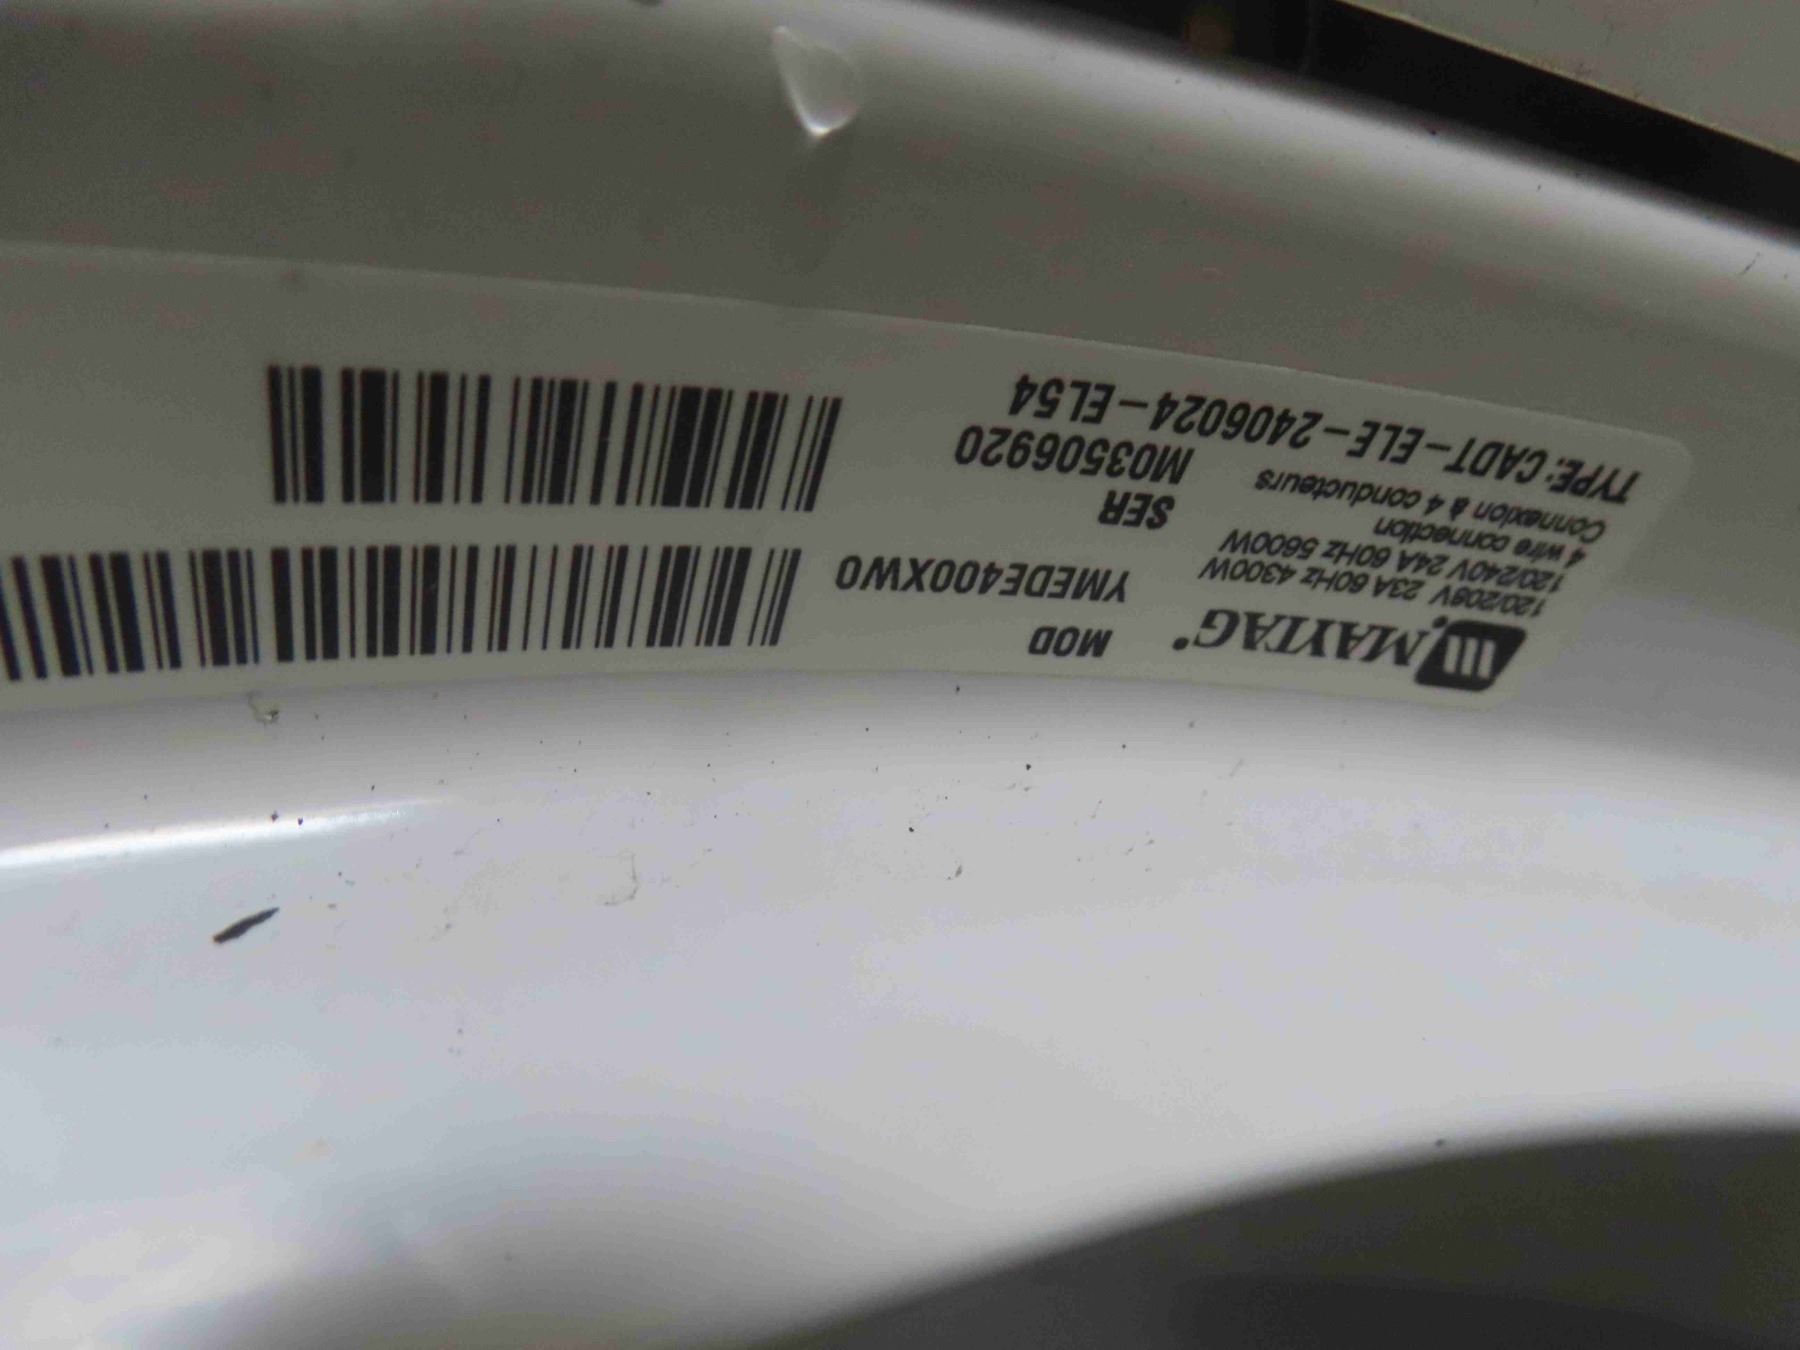 MAYTAG®
120/208V 23A 60Hz 4300W
120/240V 24A 60Hz 5600W
4 wire connection
Connexion à 4 conducteurs
TYPE: CADT-ELE-2406024-EL54
MOD
YMEDE400XW0
SER
M03506920